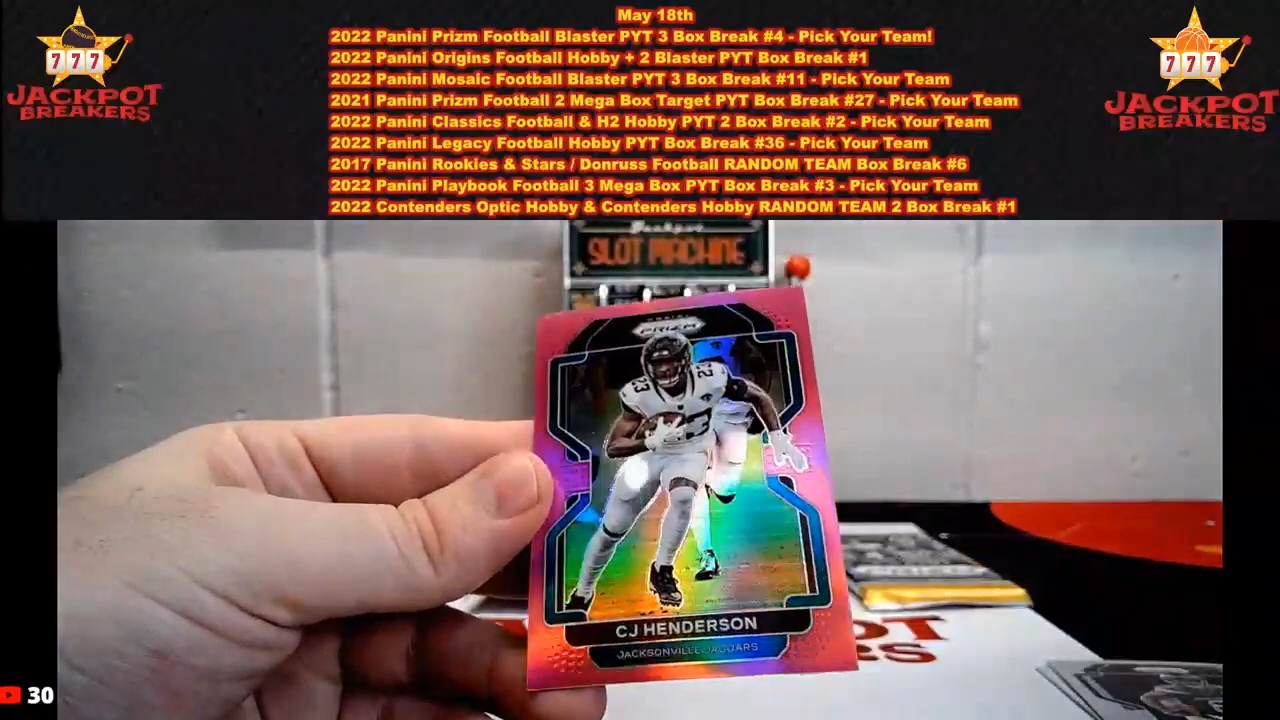 May 18th
2022 Panini Prizm Football Blaster PYT 3 Box Break #4 - Pick Your Team!
2022 Panini Origins Football Hobby + 2 Blaster PYT Box Break #1
2022 Panini Mosaic Football Blaster PYT 3 Box Break #11 - Pick Your Team
2021 Panini Prizm Football 2 Mega Box Target PYT Box Break #27 - Pick Your Team
2022 Panini Classics Football & H2 Hobby PYT 2 Box Break #2 - Pick Your Team
2022 Panini Legacy Football Hobby PYT Box Break #36 - Pick Your Team
2017 Panini Rookies & Stars / Donruss Football RANDOM TEAM Box Break #6
2022 Panini Playbook Football 3 Mega Box PYT Box Break #3 - Pick Your Team
2022 Contenders Optic Hobby & Contenders Hobby RANDOM TEAM 2 Box Break #1
777
JACKPOT
BREAKERS
777
JACKPOT
BREAKERS
Jackpot
SLOT MACHINE
PRIZM
23
23
23
CJ HENDERSON
JACKSONVILLE JAGUARS
30